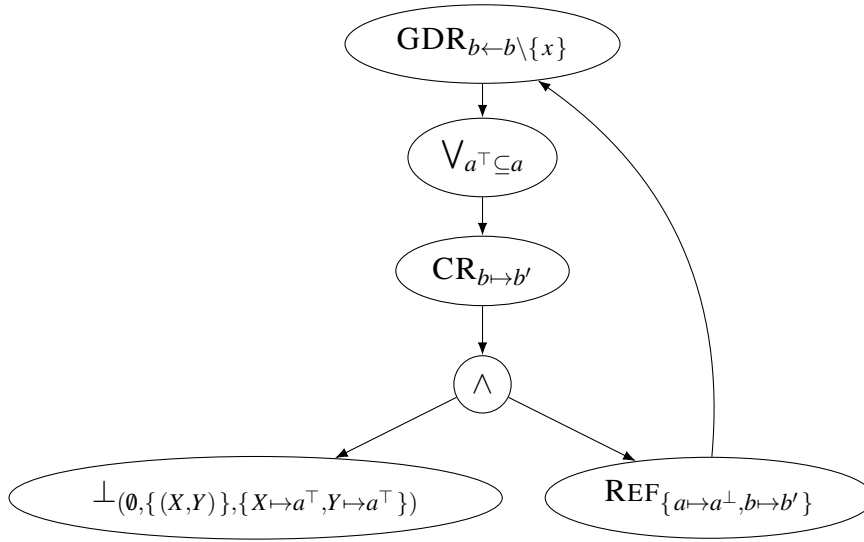 GDR_{b←b\{x}}
⋁_{a^⊤⊆a}
CR_{b↦b′}
∧
⊥_{(∅,{(X,Y)},{X↦a^⊤,Y↦a^⊤})}
REF_{{a↦a^⊥,b↦b′}}